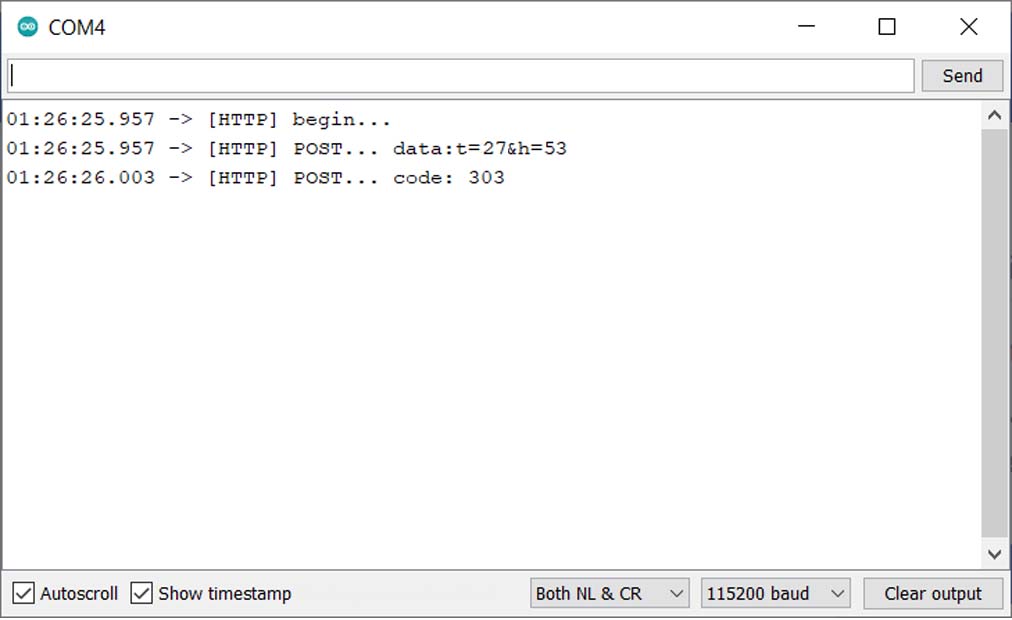 COM4
Send
01:26:25.957 -> [HTTP] begin...
01:26:25.957 -> [HTTP] POST... data:t=27&h=53
01:26:26.003 -> [HTTP] POST... code: 303
Autoscroll Show timestamp Both NL & CR 115200 baud Clear output